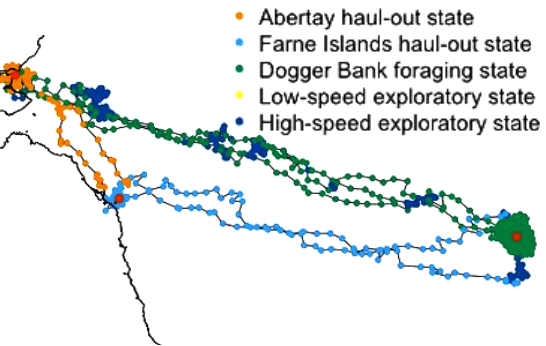 Abertay haul-out state
Farne Islands haul-out state
Dogger Bank foraging state
Low-speed exploratory state
High-speed exploratory state